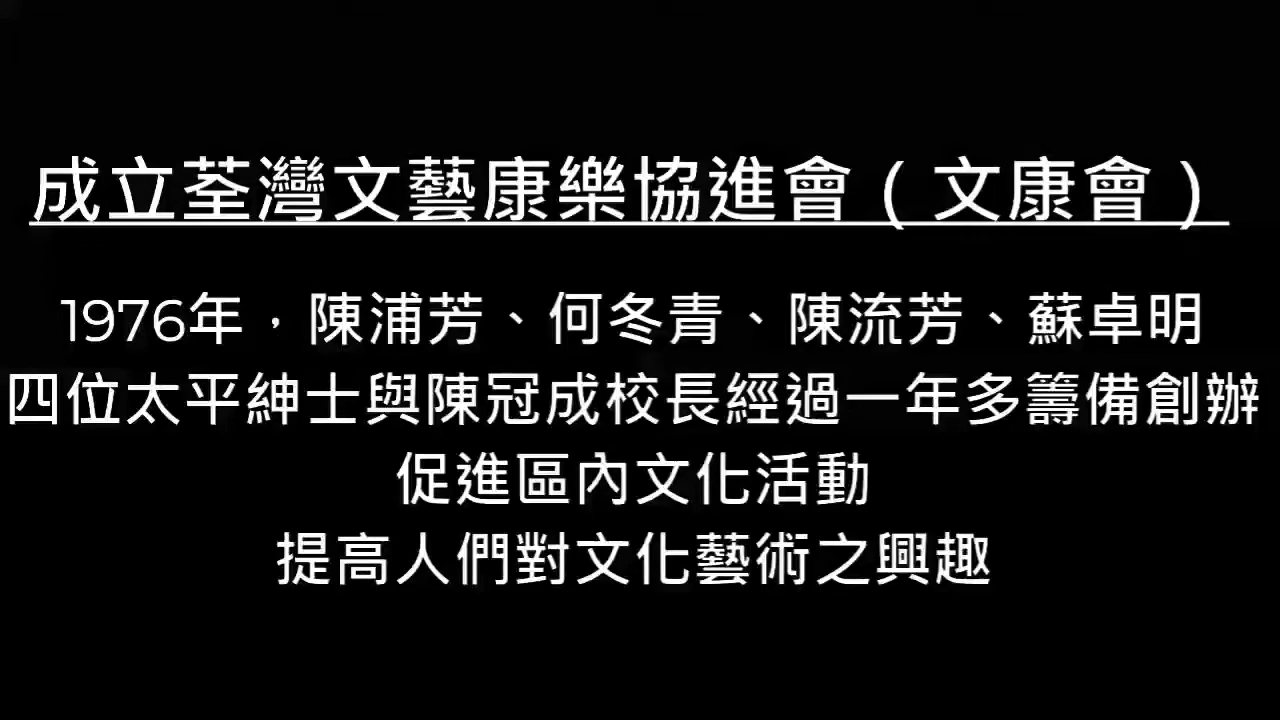 成立荃灣文藝康樂協進會（文康會）
1976年，陳浦芳、何冬青、陳流芳、蘇卓明
四位太平紳士與陳冠成校長經過一年多籌備創辦
促進區內文化活動
提高人們對文化藝術之興趣